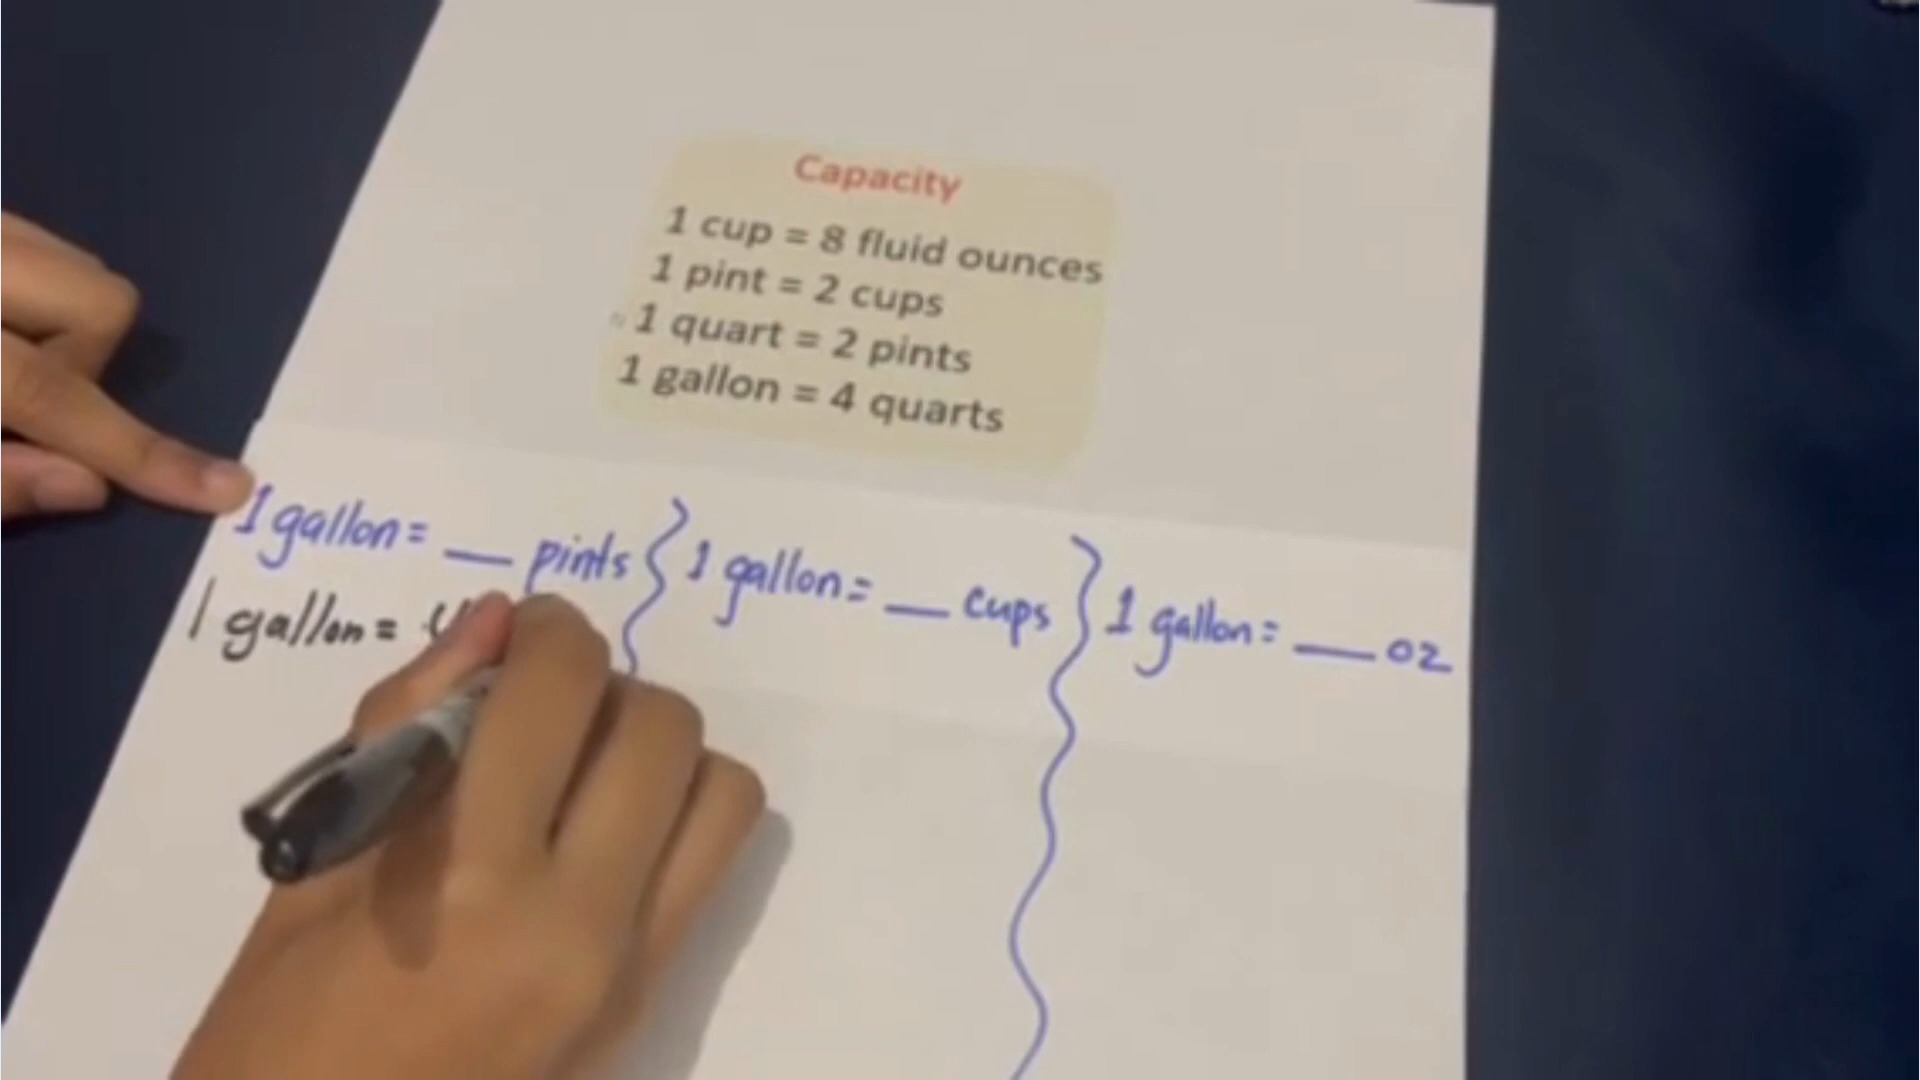 Capacity
1 cup = 8 fluid ounces
1 pint = 2 cups
1 quart = 2 pints
1 gallon = 4 quarts
1 gallon = __ pints
1 gallon = __ cups
1 gallon = __ oz
1 gallon = 4